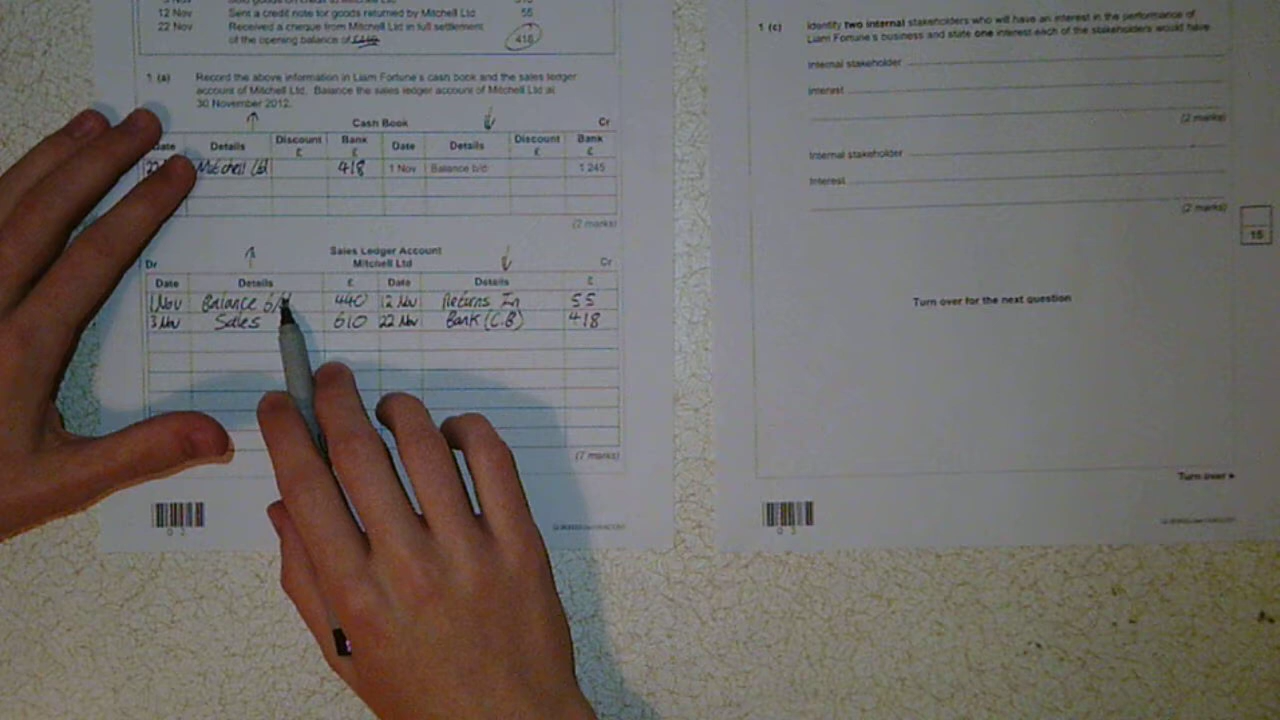 12 Nov Sent a credit note for goods returned by Mitchell Ltd 55
22 Nov Received a cheque from Mitchell Ltd in full settlement
of the opening balance of 418
1 (a) Record the above information in Liam Fortune's cash book and the sales ledger
account of Mitchell Ltd. Balance the sales ledger account of Mitchell Ltd at
30 November 2012.
Cash Book Cr
Date Details Discount £ Bank £ Date Details Discount £ Bank £
Mitchell Ltd 418 1 Nov Balance b/d 1 245
(2 marks)
Sales Ledger Account
Dr Mitchell Ltd Cr
Date Details £ Date Details £
1 Nov Balance b/d 440 12 Nov Returns In 55
3 Nov Sales 610 22 Nov Bank (C.B) 418
(7 marks)
0 2
1 (c) Identify two internal stakeholders who will have an interest in the performance of
Liam Fortune's business and state one interest each of the stakeholders would have.
Internal stakeholder
Interest
(2 marks)
Internal stakeholder
Interest
(2 marks)
15
Turn over for the next question
Turn over ►
0 3